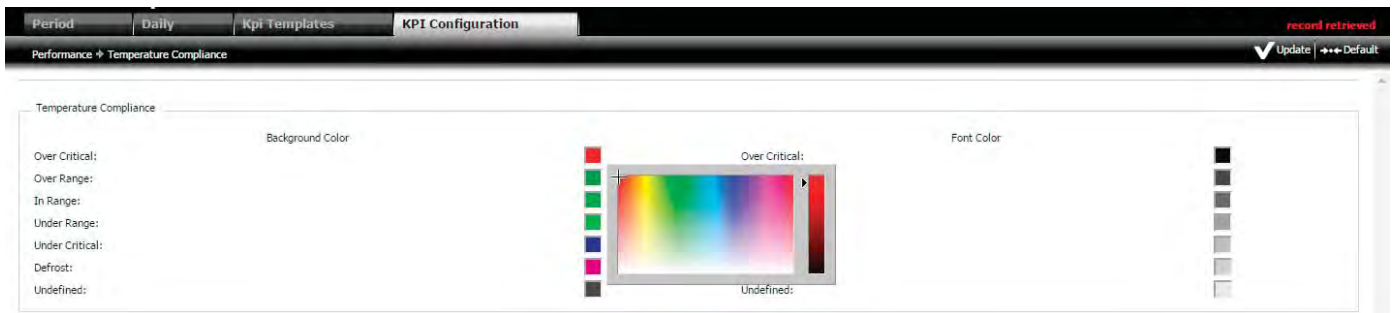 Period Daily Kpi Templates KPI Configuration record retrieved
Performance Temperature Compliance Update Default
Temperature Compliance
Background Color Font Color
Over Critical: Over Critical:
Over Range:
In Range:
Under Range:
Under Critical:
Defrost:
Undefined: Undefined: